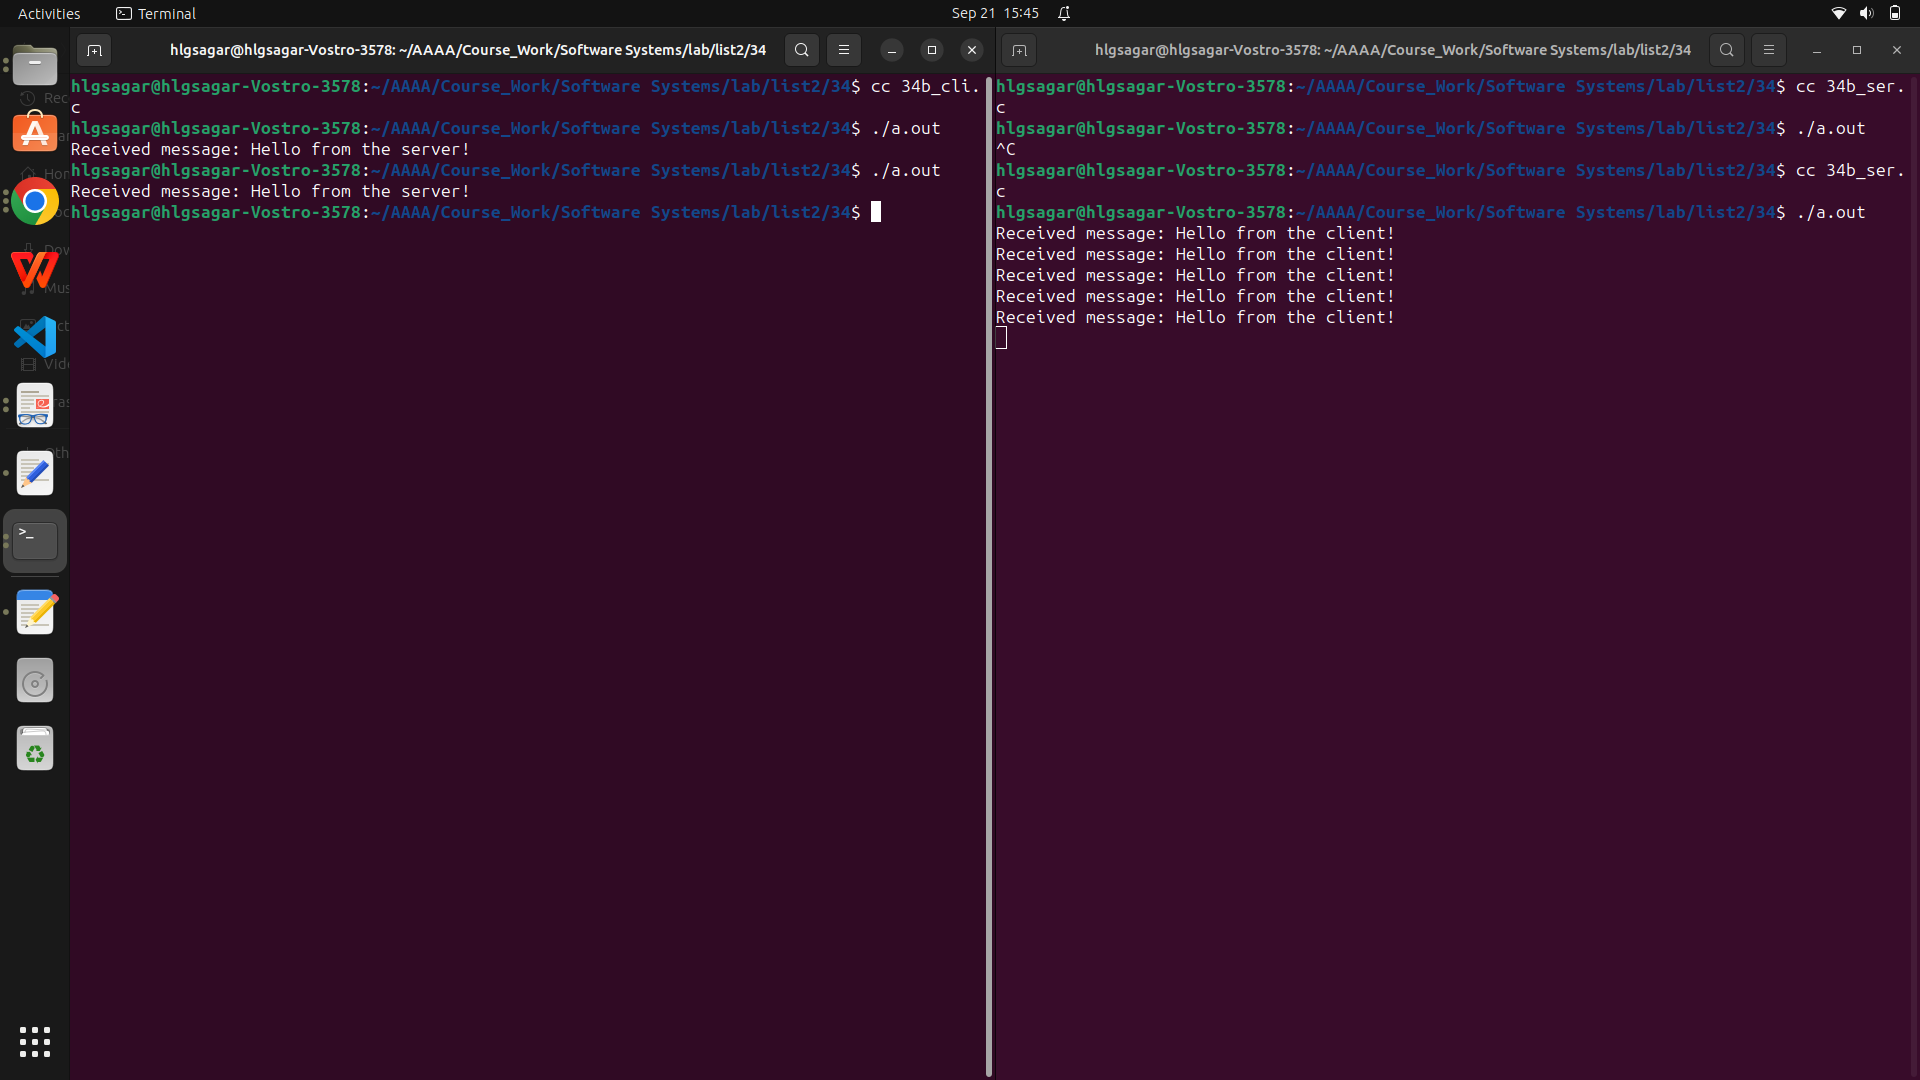 Activities Terminal Sep 21 15:45
hlgsagar@hlgsagar-Vostro-3578: ~/AAAA/Course_Work/Software Systems/lab/list2/34
hlgsagar@hlgsagar-Vostro-3578:~/AAAA/Course_Work/Software Systems/lab/list2/34$ cc 34b_cli.
c
hlgsagar@hlgsagar-Vostro-3578:~/AAAA/Course_Work/Software Systems/lab/list2/34$ ./a.out
Received message: Hello from the server!
hlgsagar@hlgsagar-Vostro-3578:~/AAAA/Course_Work/Software Systems/lab/list2/34$ ./a.out
Received message: Hello from the server!
hlgsagar@hlgsagar-Vostro-3578:~/AAAA/Course_Work/Software Systems/lab/list2/34$
hlgsagar@hlgsagar-Vostro-3578: ~/AAAA/Course_Work/Software Systems/lab/list2/34
hlgsagar@hlgsagar-Vostro-3578:~/AAAA/Course_Work/Software Systems/lab/list2/34$ cc 34b_ser.
c
hlgsagar@hlgsagar-Vostro-3578:~/AAAA/Course_Work/Software Systems/lab/list2/34$ ./a.out
^C
hlgsagar@hlgsagar-Vostro-3578:~/AAAA/Course_Work/Software Systems/lab/list2/34$ cc 34b_ser.
c
hlgsagar@hlgsagar-Vostro-3578:~/AAAA/Course_Work/Software Systems/lab/list2/34$ ./a.out
Received message: Hello from the client!
Received message: Hello from the client!
Received message: Hello from the client!
Received message: Hello from the client!
Received message: Hello from the client!